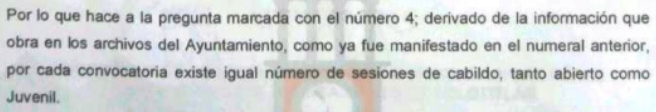 Por lo que hace a la pregunta marcada con el número 4; derivado de la información que
obra en los archivos del Ayuntamiento, como ya fue manifestado en el numeral anterior,
por cada convocatoria existe igual número de sesiones de cabildo, tanto abierto como
Juvenil.